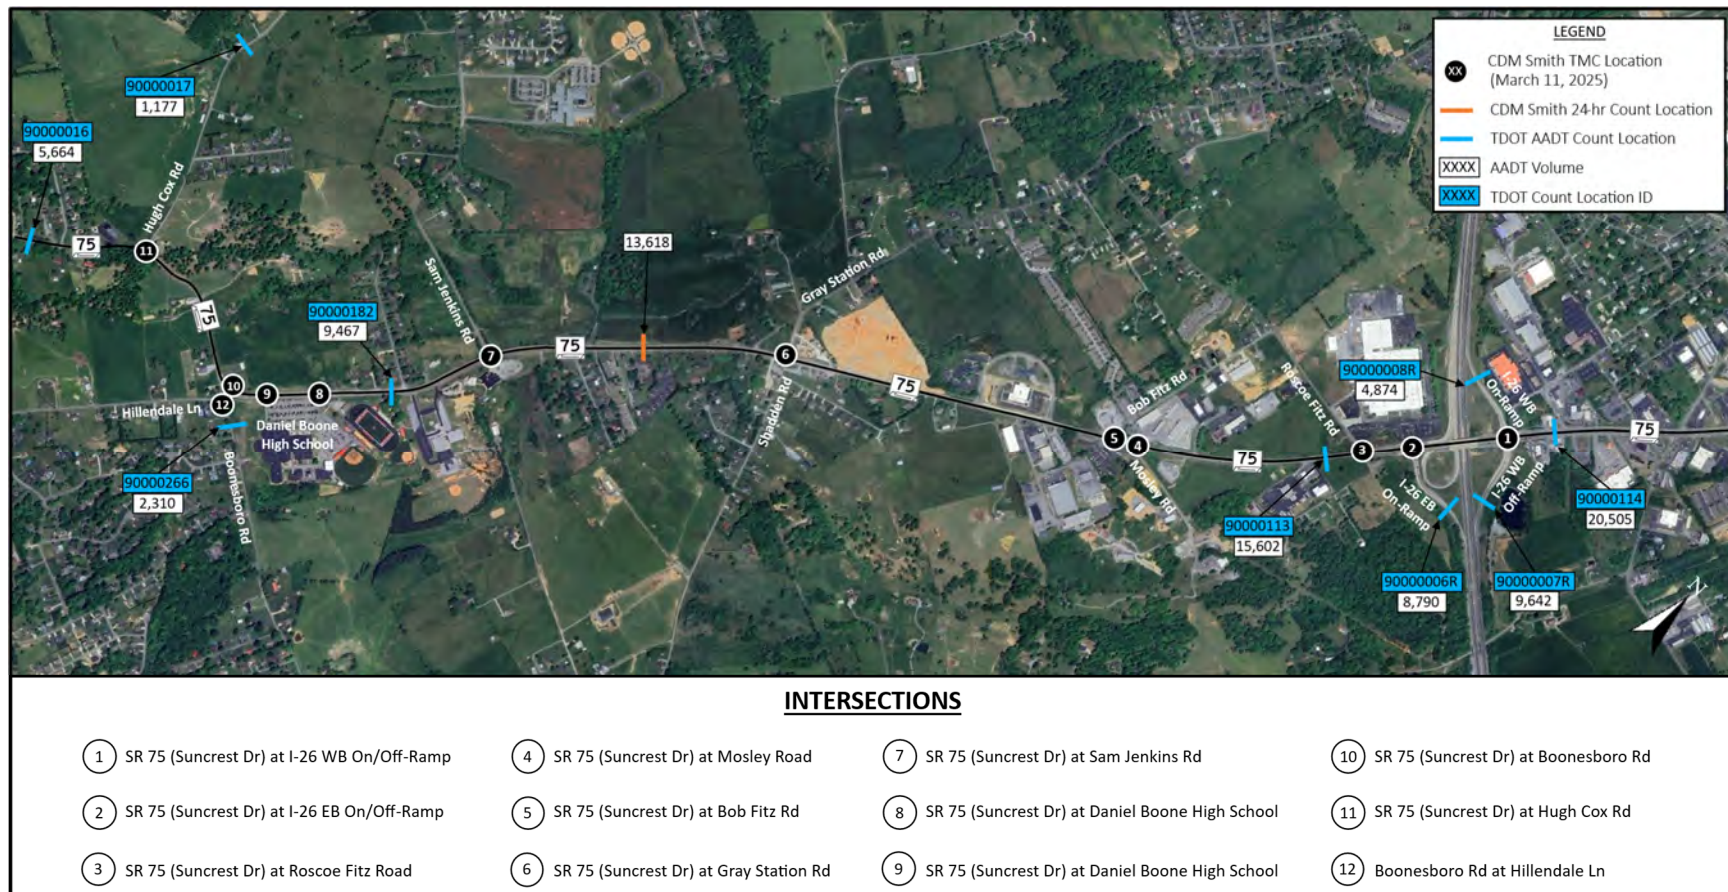 LEGEND
XX CDM Smith TMC Location
(March 11, 2025)
CDM Smith 24-hr Count Location
TDOT AADT Count Location
XXXX AADT Volume
XXXX TDOT Count Location ID
90000017
1,177
90000016
5,664
Hugh Cox Rd
75
11
75
90000182
9,467
Sam Jenkins Rd
13,618
Gray Station Rd
7
75
6
75
10
12
9
8
Hillendale Ln
Daniel Boone
High School
90000266
2,310
Boonesboro Rd
Shadden Rd
Bob Fitz Rd
Roscoe Fitz Rd
90000008R
4,874
I-26 WB
On-Ramp
5
4
Mosley Rd
75
3
2
1
75
90000113
15,602
I-26 EB
On-Ramp
I-26 WB
Off-Ramp
90000114
20,505
90000006R
8,790
90000007R
9,642
N
INTERSECTIONS
1 SR 75 (Suncrest Dr) at I-26 WB On/Off-Ramp
2 SR 75 (Suncrest Dr) at I-26 EB On/Off-Ramp
3 SR 75 (Suncrest Dr) at Roscoe Fitz Road
4 SR 75 (Suncrest Dr) at Mosley Road
5 SR 75 (Suncrest Dr) at Bob Fitz Rd
6 SR 75 (Suncrest Dr) at Gray Station Rd
7 SR 75 (Suncrest Dr) at Sam Jenkins Rd
8 SR 75 (Suncrest Dr) at Daniel Boone High School
9 SR 75 (Suncrest Dr) at Daniel Boone High School
10 SR 75 (Suncrest Dr) at Boonesboro Rd
11 SR 75 (Suncrest Dr) at Hugh Cox Rd
12 Boonesboro Rd at Hillendale Ln